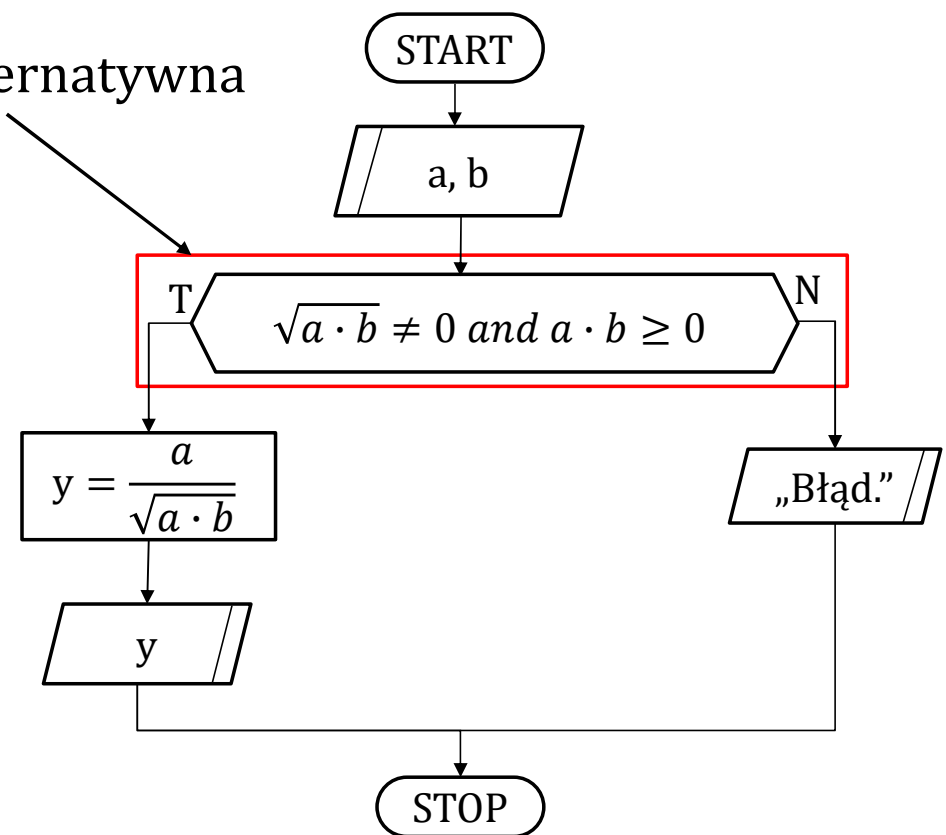 START
ernatywna
a, b
T
N
√(a · b) ≠ 0 and a · b ≥ 0
y = a / √(a · b)
„Błąd.”
y
STOP